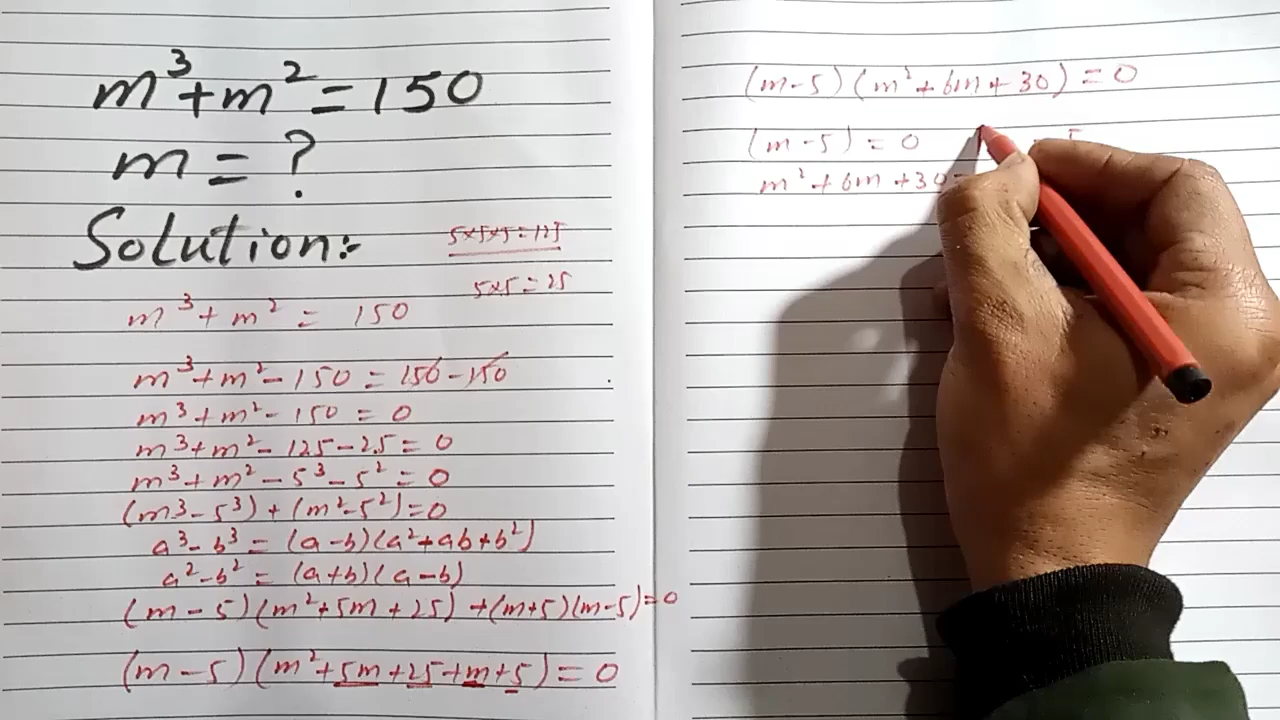 m³+m²=150
m=?
Solution:
5×5×5=125
5×5=25
m³+m² = 150
m³+m²-150=150-150
m³+m²-150=0
m³+m²-125-25=0
m³+m²-5³-5²=0
(m³-5³)+(m²-5²)=0
a³-b³=(a-b)(a²+ab+b²)
a²-b²=(a+b)(a-b)
(m-5)(m²+5m+25)+(m+5)(m-5)=0
(m-5)(m²+5m+25+m+5)=0
(m-5)(m²+6m+30)=0
(m-5)=0
m²+6m+30